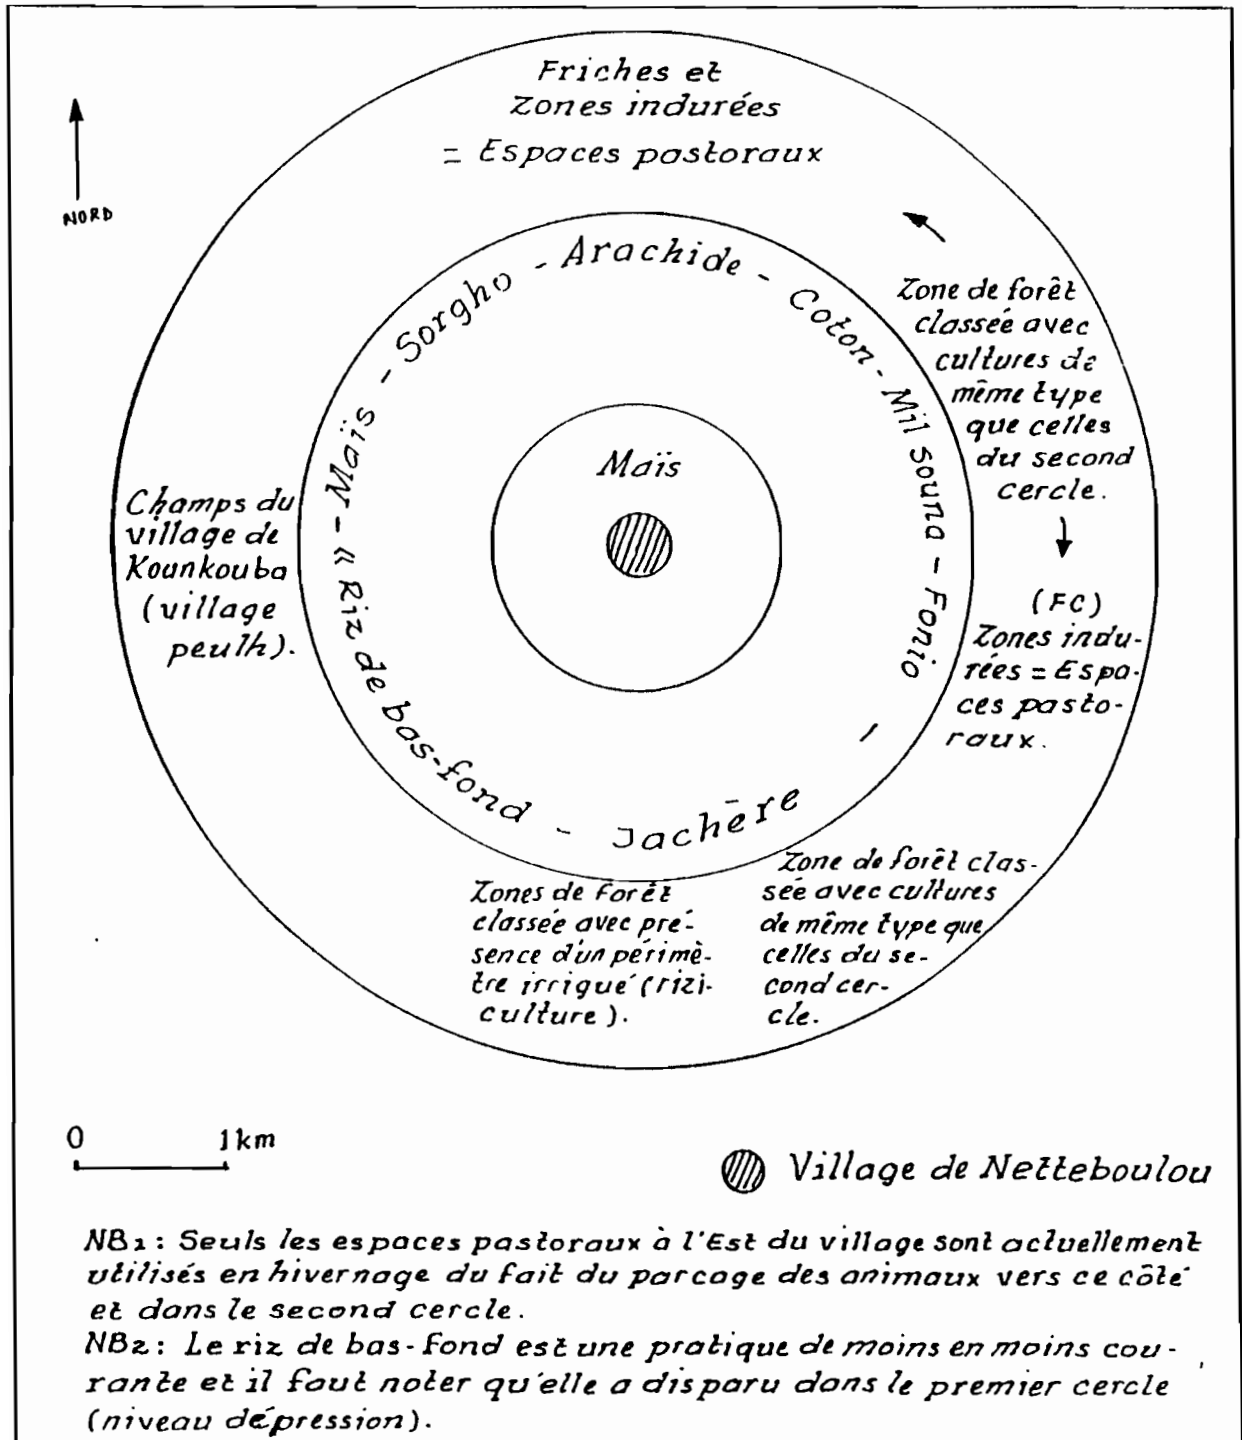 Friches et
Zones indurées
= Espaces pastoraux
NORD
Maïs - Sorgho - Arachide - Coton - Mil souna - Fonio
Zone de forêt
classée avec
cultures de
même type
que celles
du second
cercle.
Maïs
Champs du
village de
Kounkouba
(village
peulh).
(FC)
Zones indu-
rées = Espa-
ces pasto-
raux.
« Riz de bas-fond - Jachère
Zones de forêt
classée avec pré-
sence d'un périmè-
tre irrigué (rizi-
culture).
Zone de forêt clas-
sée avec cultures
de même type que
celles du se-
cond cer-
cle.
0 1km
Village de Netteboulou
NB1: Seuls les espaces pastoraux à l'Est du village sont actuellement
utilisés en hivernage du fait du parcage des animaux vers ce côté
et dans le second cercle.
NB2: Le riz de bas-fond est une pratique de moins en moins cou-
rante et il faut noter qu'elle a disparu dans le premier cercle
(niveau dépression).